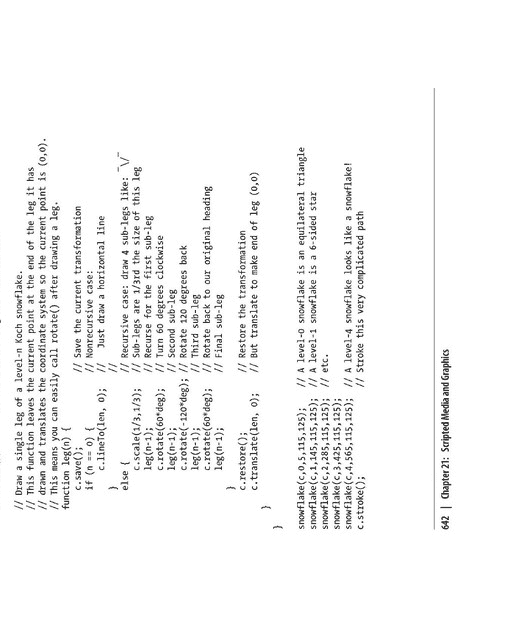 // Draw a single leg of a level-n Koch snowflake.
// This function leaves the current point at the end of the leg it has
// drawn and translates the coordinate system so the current point is (0,0).
// This means you can easily call rotate() after drawing a leg.
function leg(n) {
c.save(); // Save the current transformation
if (n == 0) { // Nonrecursive case:
c.lineTo(len, 0); // Just draw a horizontal line
} // _ _
else { // Recursive case: draw 4 sub-legs like: \/
c.scale(1/3,1/3); // Sub-legs are 1/3rd the size of this leg
leg(n-1); // Recurse for the first sub-leg
c.rotate(60*deg); // Turn 60 degrees clockwise
leg(n-1); // Second sub-leg
c.rotate(-120*deg); // Rotate 120 degrees back
leg(n-1); // Third sub-leg
c.rotate(60*deg); // Rotate back to our original heading
leg(n-1); // Final sub-leg
}
c.restore(); // Restore the transformation
c.translate(len, 0); // But translate to make end of leg (0,0)
}
}
snowflake(c,0,5,115,125); // A level-0 snowflake is an equilateral triangle
snowflake(c,1,145,115,125); // A level-1 snowflake is a 6-sided star
snowflake(c,2,285,115,125); // etc.
snowflake(c,3,425,115,125);
snowflake(c,4,565,115,125); // A level-4 snowflake looks like a snowflake!
c.stroke(); // Stroke this very complicated path
642 | Chapter 21: Scripted Media and Graphics